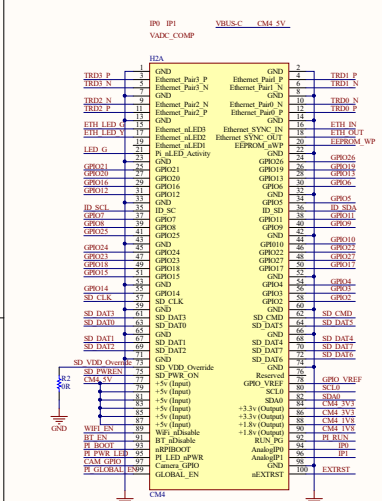 IP0 IP1 VBUS-C CM4_5V
VADC_COMP
H2A
1 GND GND 2
TRD3_P 3 Ethernet_Pair3_P Ethernet_Pair1_P 4 TRD1_P
TRD3_N 5 Ethernet_Pair3_N Ethernet_Pair1_N 6 TRD1_N
7 GND GND 8
TRD2_N 9 Ethernet_Pair2_N Ethernet_Pair0_N 10 TRD0_N
TRD2_P 11 Ethernet_Pair2_P Ethernet_Pair0_P 12 TRD0_P
13 GND GND 14
ETH_LED_G 15 Ethernet_nLED3 Ethernet_SYNC_IN 16 ETH_IN
ETH_LED_Y 17 Ethernet_nLED2 Ethernet_SYNC_OUT 18 ETH_OUT
19 Ethernet_nLED1 EEPROM_nWP 20 EEPROM_WP
LED_G 21 Pi_nLED_Activity GND 22
23 GND GPIO26 24 GPIO26
GPIO21 25 GPIO21 GPIO19 26 GPIO19
GPIO20 27 GPIO20 GPIO13 28 GPIO13
GPIO16 29 GPIO16 GPIO6 30 GPIO6
GPIO12 31 GPIO12 GND 32
33 GND GPIO5 34 GPIO5
ID_SCL 35 ID_SC ID_SD 36 ID_SDA
GPIO7 37 GPIO7 GPIO11 38 GPIO11
GPIO8 39 GPIO8 GPIO9 40 GPIO9
GPIO25 41 GPIO25 GND 42
43 GND GPIO10 44 GPIO10
GPIO24 45 GPIO24 GPIO22 46 GPIO22
GPIO23 47 GPIO23 GPIO27 48 GPIO27
GPIO18 49 GPIO18 GPIO17 50 GPIO17
GPIO15 51 GPIO15 GND 52
53 GND GPIO4 54 GPIO4
GPIO14 55 GPIO14 GPIO3 56 GPIO3
SD_CLK 57 SD_CLK GPIO2 58 GPIO2
59 GND GND 60
SD_DAT3 61 SD_DAT3 SD_CMD 62 SD_CMD
SD_DAT0 63 SD_DAT0 SD_DAT5 64 SD_DAT5
65 GND GND 66
SD_DAT1 67 SD_DAT1 SD_DAT4 68 SD_DAT4
SD_DAT2 69 SD_DAT2 SD_DAT7 70 SD_DAT7
71 GND SD_DAT6 72 SD_DAT6
SD_VDD_Override 73 SD_VDD_Override GND 74
SD_PWREN 75 SD_PWR_ON Reserved 76
R2 CM4_5V 77 +5v (Input) GPIO_VREF 78 GPIO_VREF
0R 79 +5v (Input) SCL0 80 SCL0
81 +5v (Input) SDA0 82 SDA0
83 +5v (Input) +3.3v (Output) 84 CM4_3V3
85 +5v (Input) +3.3v (Output) 86 CM4_3V3
87 +5v (Input) +1.8v (Output) 88 CM4_1V8
GND WIFI_EN 89 WiFi_nDisable +1.8v (Output) 90 CM4_1V8
BT_EN 91 BT_nDisable RUN_PG 92 PI_RUN
PI_BOOT 93 nRPIBOOT AnalogIP0 94 IP0
PI_PWR_LED 95 PI_LED_nPWR AnalogIP1 96 IP1
CAM_GPIO 97 Camera_GPIO GND 98
PI_GLOBAL_EN 99 GLOBAL_EN nEXTRST 100 EXTRST
CM4